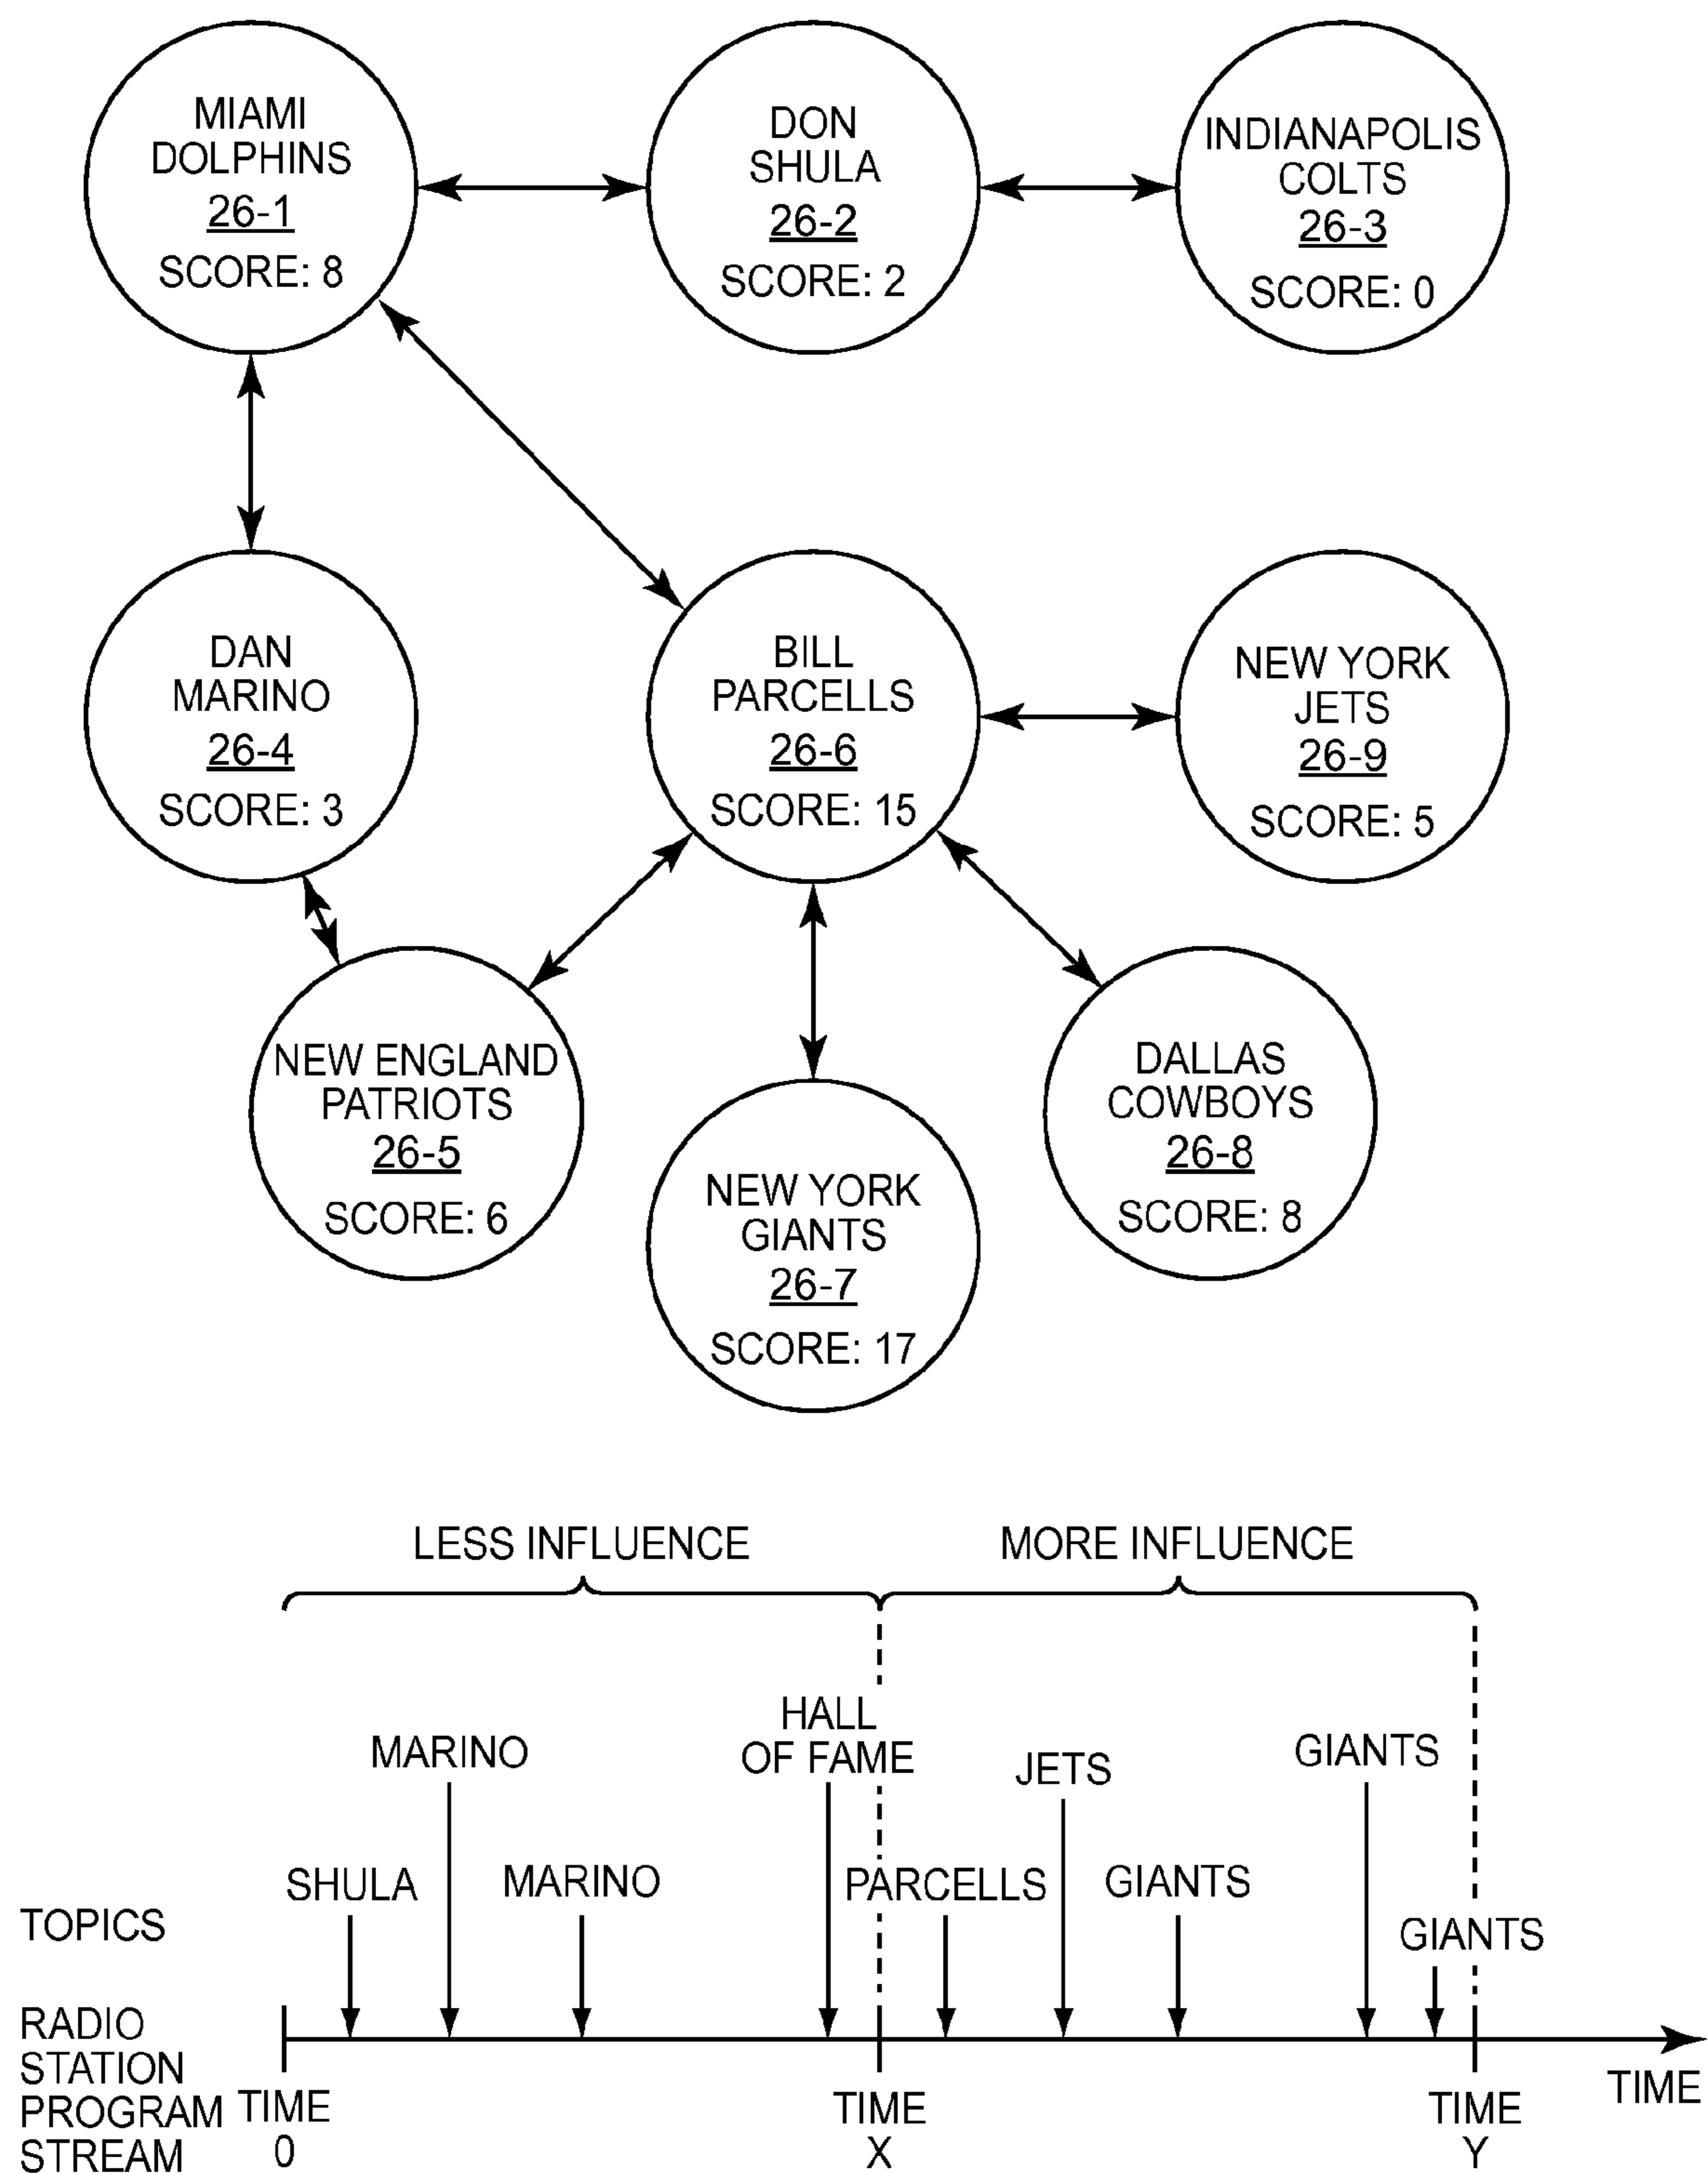 MIAMI
DOLPHINS
26-1
SCORE: 8
DON
SHULA
26-2
SCORE: 2
INDIANAPOLIS
COLTS
26-3
SCORE: 0
DAN
MARINO
26-4
SCORE: 3
BILL
PARCELLS
26-6
SCORE: 15
NEW YORK
JETS
26-9
SCORE: 5
NEW ENGLAND
PATRIOTS
26-5
SCORE: 6
NEW YORK
GIANTS
26-7
SCORE: 17
DALLAS
COWBOYS
26-8
SCORE: 8
LESS INFLUENCE
MORE INFLUENCE
HALL
OF FAME
MARINO
JETS
GIANTS
SHULA
MARINO
PARCELLS
GIANTS
GIANTS
TOPICS
RADIO
STATION
PROGRAM
STREAM
TIME
0
TIME
X
TIME
Y
TIME